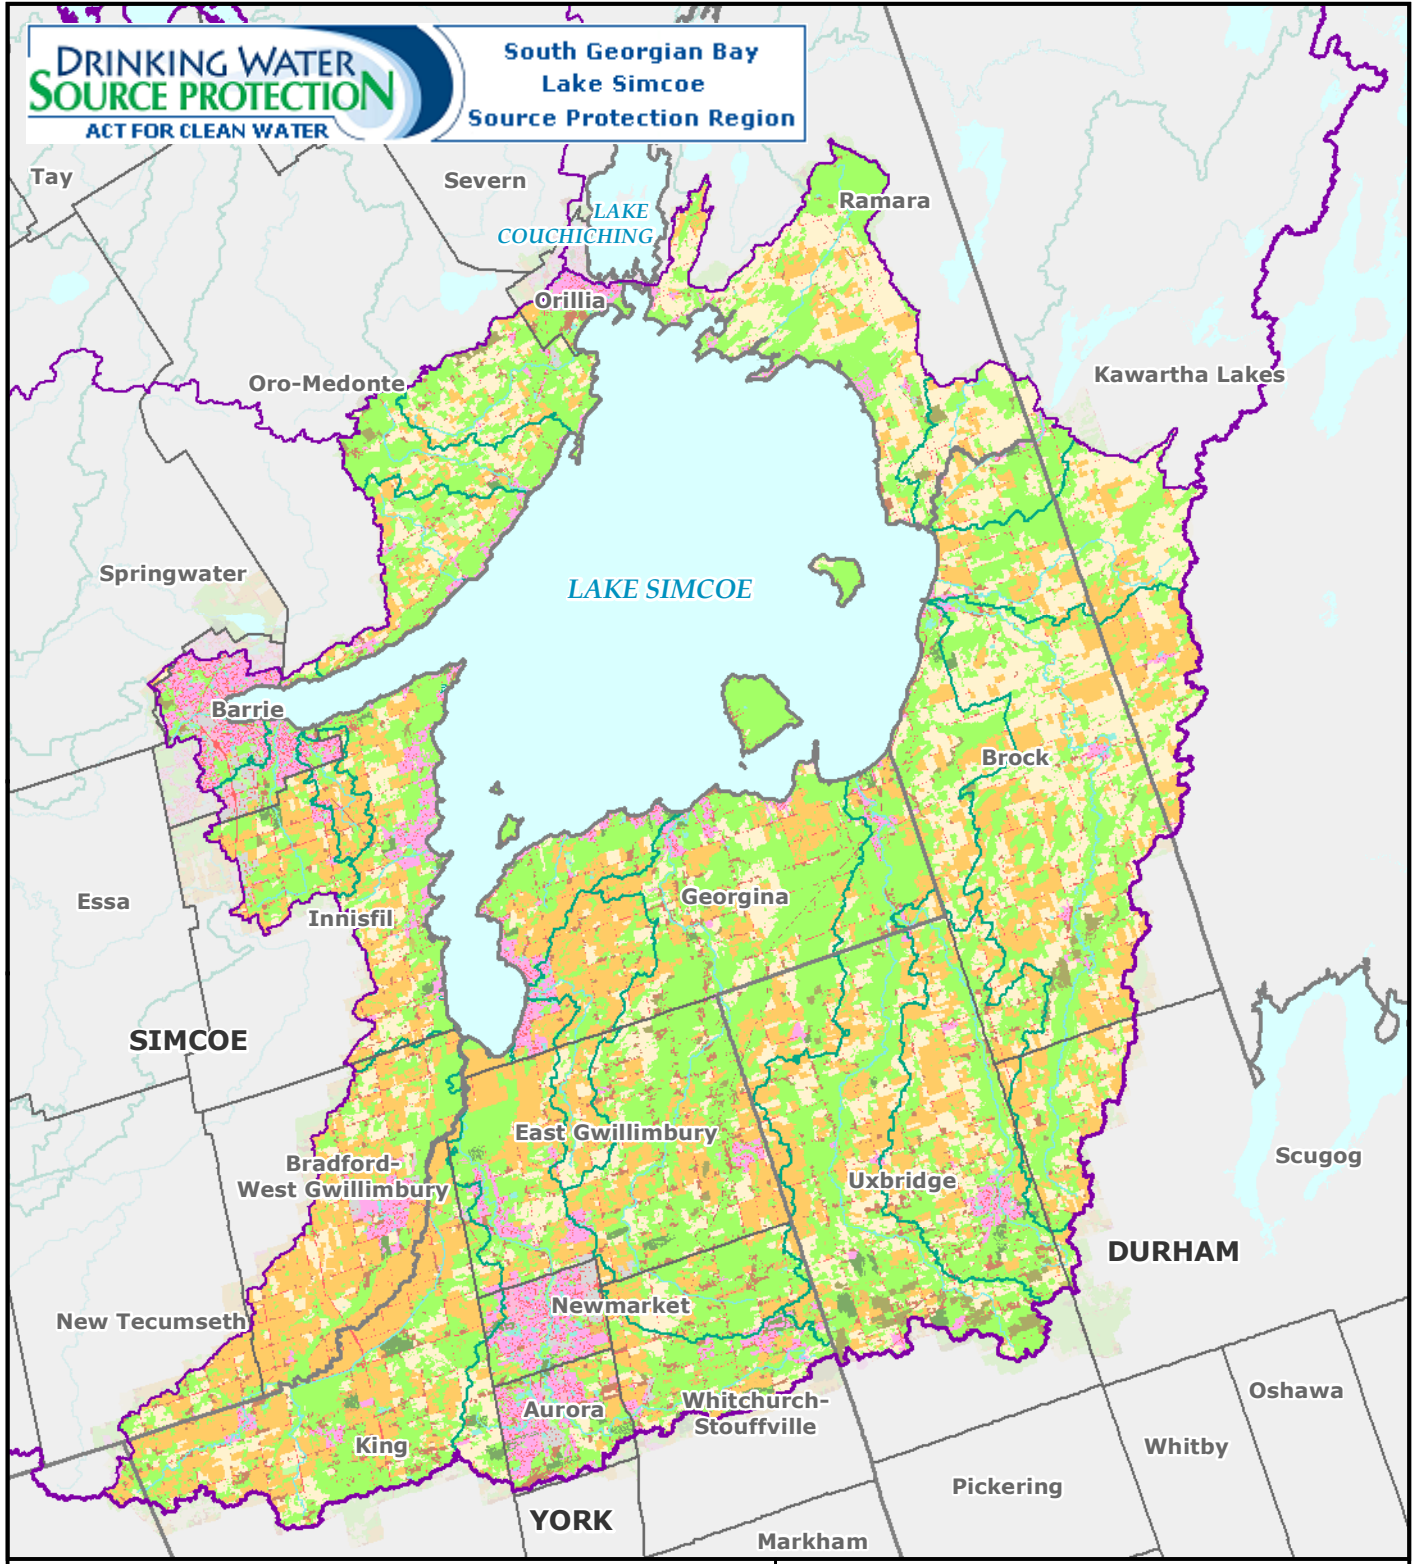 DRINKING WATER
SOURCE PROTECTION
ACT FOR CLEAN WATER
South Georgian Bay
Lake Simcoe
Source Protection Region
Tay
Severn
Ramara
LAKE
COUCHICHING
Orillia
Oro-Medonte
Kawartha Lakes
Springwater
LAKE SIMCOE
Barrie
Brock
Essa
Georgina
Innisfil
SIMCOE
East Gwillimbury
Bradford-
West Gwillimbury
Uxbridge
Scugog
DURHAM
New Tecumseth
Newmarket
Aurora
Whitchurch-
Stouffville
Oshawa
King
Whitby
Pickering
YORK
Markham